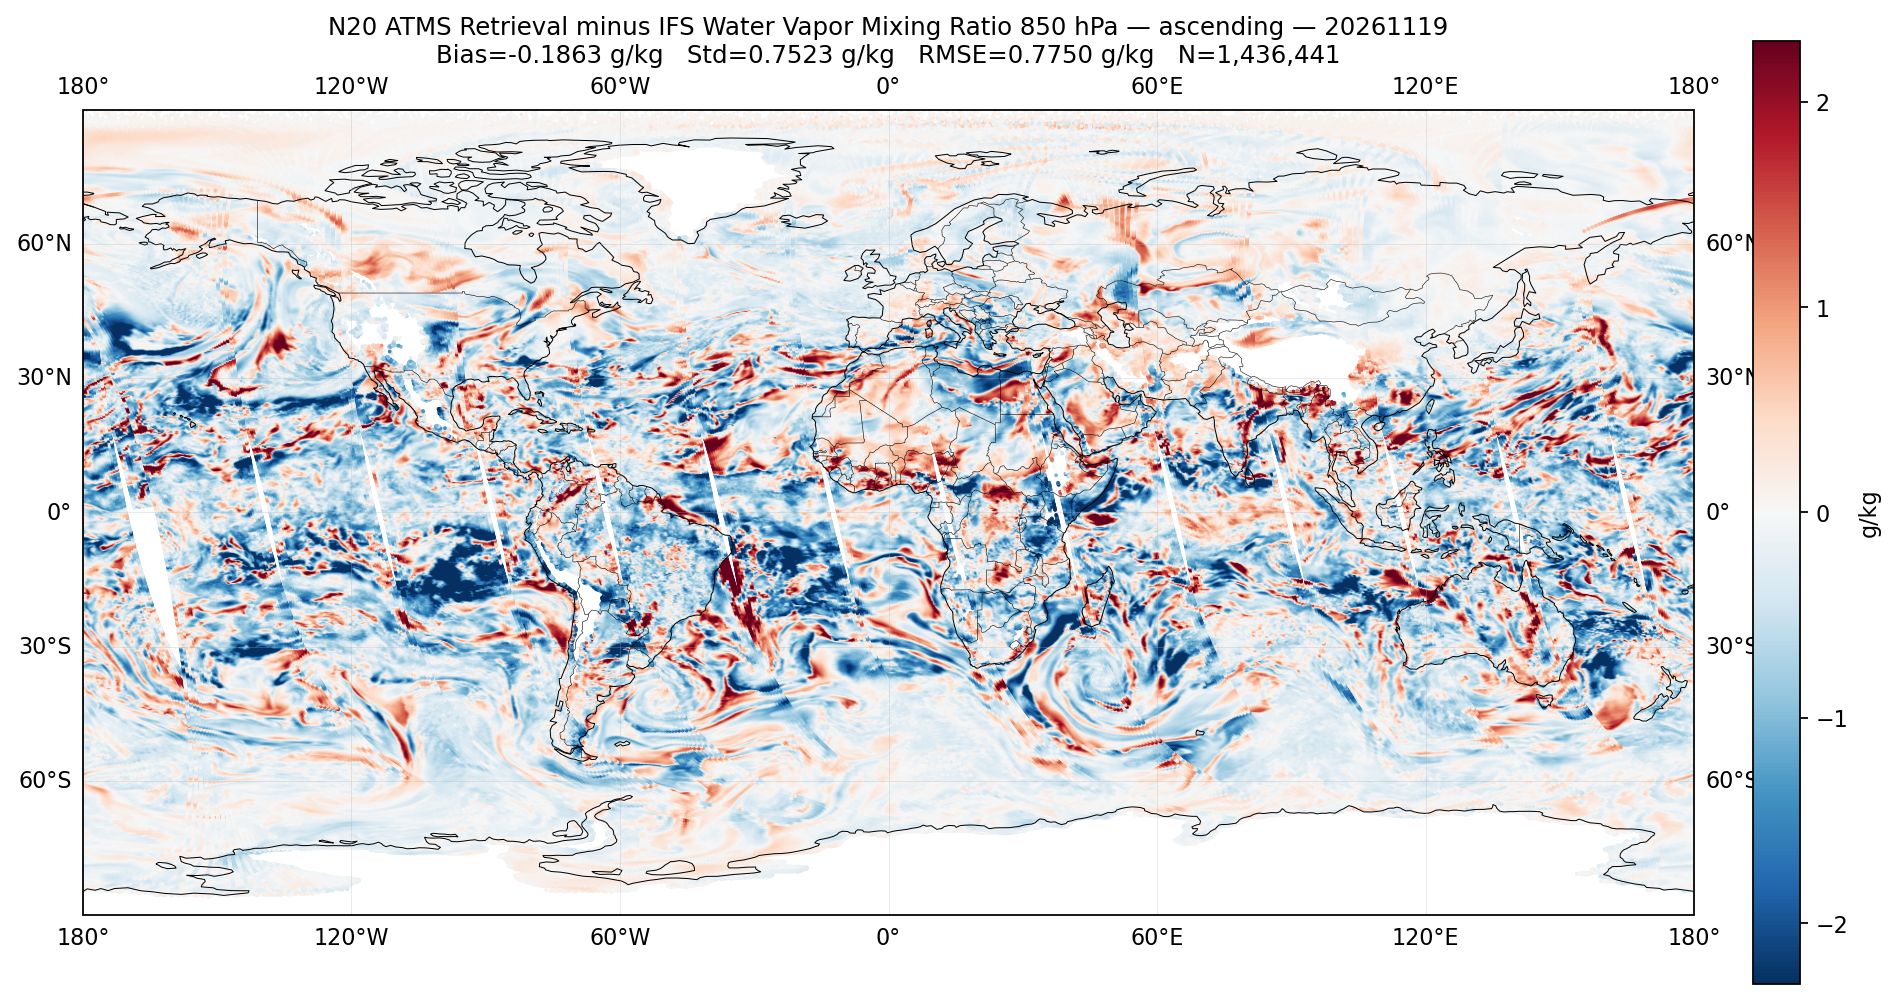 N20 ATMS Retrieval minus IFS Water Vapor Mixing Ratio 850 hPa — ascending — 20261119
Bias=-0.1863 g/kg   Std=0.7523 g/kg   RMSE=0.7750 g/kg   N=1,436,441
180° 120°W 60°W 0° 60°E 120°E 180°
60°N 60°N
30°N 30°N
0° 0°
30°S 30°S
60°S 60°S
180° 120°W 60°W 0° 60°E 120°E 180°
2
1
0
−1
−2
g/kg